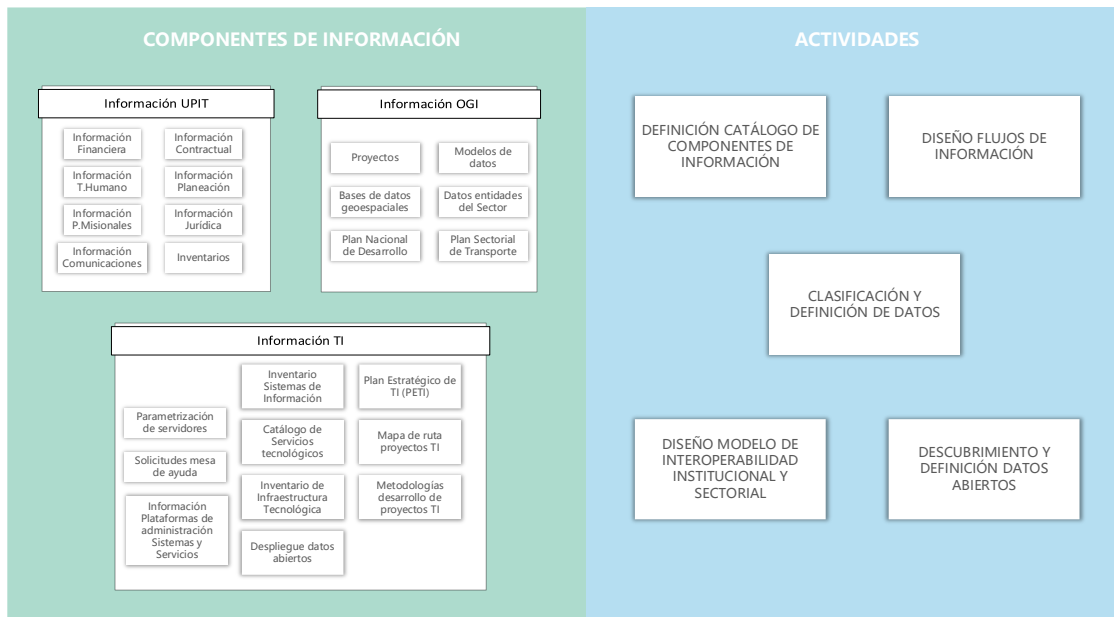 COMPONENTES DE INFORMACIÓN
Información UPIT
Información
Financiera
Información
Contractual
Información
T.Humano
Información
Planeación
Información
P.Misionales
Información
Jurídica
Información
Comunicaciones
Inventarios
Información OGI
Proyectos
Modelos de
datos
Bases de datos
geoespaciales
Datos entidades
del Sector
Plan Nacional
de Desarrollo
Plan Sectorial
de Transporte
Información TI
Parametrización
de servidores
Solicitudes mesa
de ayuda
Información
Plataformas de
administración
Sistemas y
Servicios
Inventario
Sistemas de
Información
Catálogo de
Servicios
tecnológicos
Inventario de
Infraestructura
Tecnológica
Despliegue datos
abiertos
Plan Estratégico de
TI (PETI)
Mapa de ruta
proyectos TI
Metodologías
desarrollo de
proyectos TI
ACTIVIDADES
DEFINICIÓN CATÁLOGO DE
COMPONENTES DE
INFORMACIÓN
DISEÑO FLUJOS DE
INFORMACIÓN
CLASIFICACIÓN Y
DEFINICIÓN DE DATOS
DISEÑO MODELO DE
INTEROPERABILIDAD
INSTITUCIONAL Y
SECTORIAL
DESCUBRIMIENTO Y
DEFINICIÓN DATOS
ABIERTOS